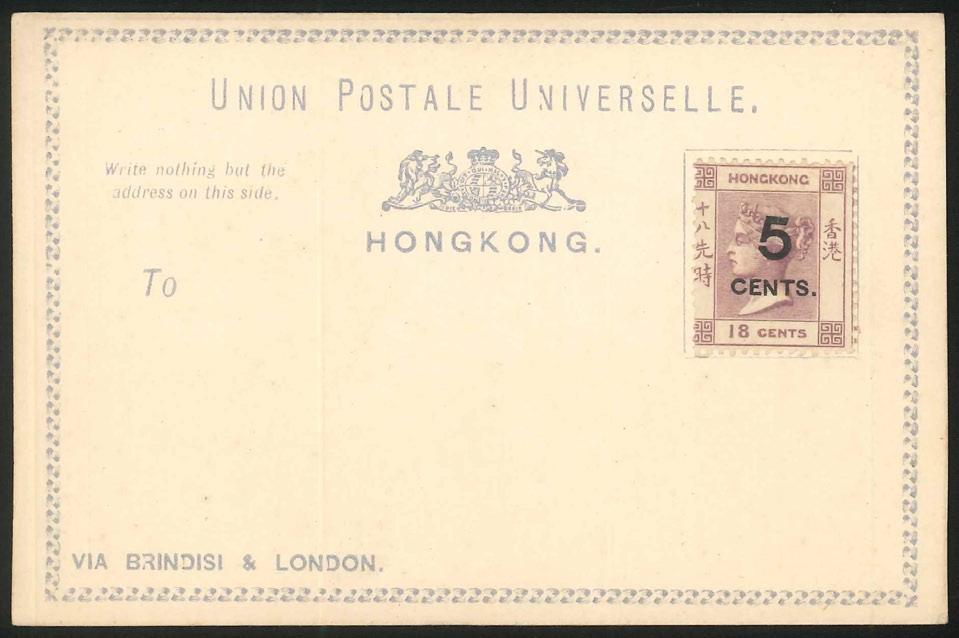 UNION POSTALE UNIVERSELLE.
Write nothing but the
address on this side.
HONGKONG.
To
HONGKONG
十八先時
香港
5
CENTS.
18 CENTS
VIA BRINDISI & LONDON.